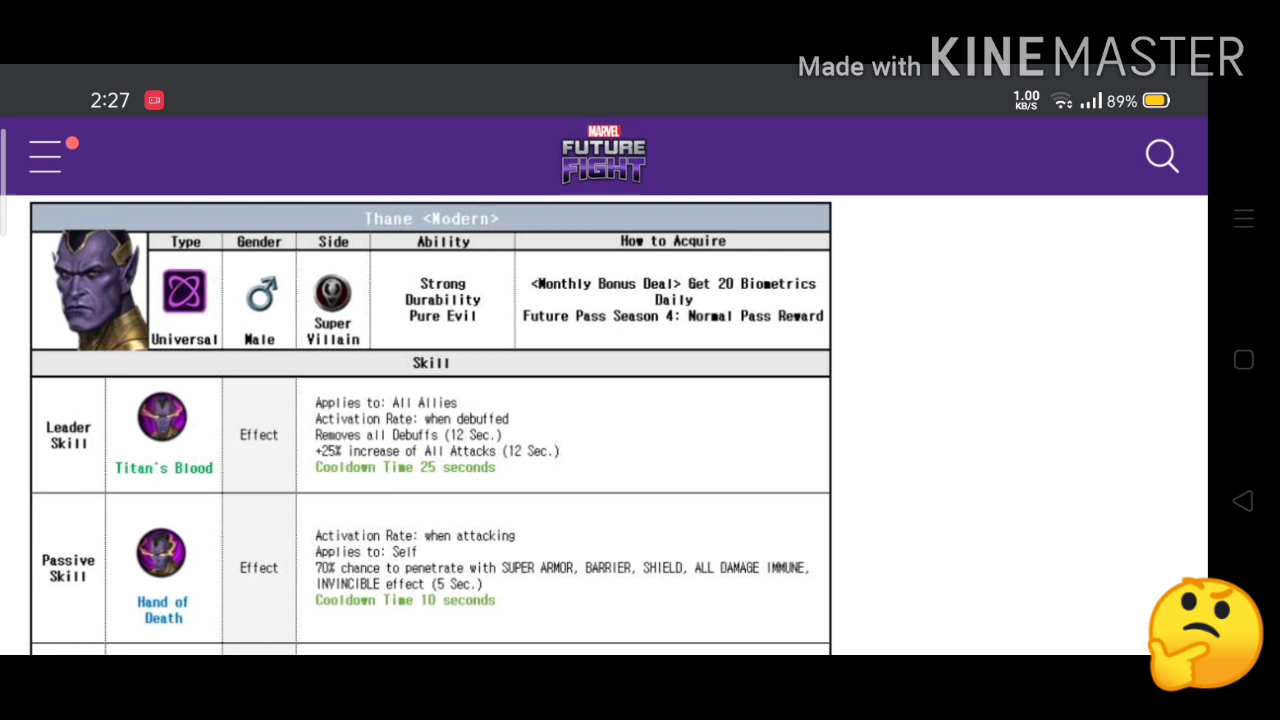 Made with KINEMASTER
2:27
1.00 KB/S 89%
MARVEL
FUTURE
FIGHT
Thane <Modern>
Type Gender Side Ability How to Acquire
Universal Male Super Villain Strong Durability Pure Evil <Monthly Bonus Deal> Get 20 Biometrics Daily
Future Pass Season 4: Normal Pass Reward
Skill
Leader Skill
Titan's Blood
Effect
Applies to: All Allies
Activation Rate: when debuffed
Removes all Debuffs (12 Sec.)
+25% increase of All Attacks (12 Sec.)
Cooldown Time 25 seconds
Passive Skill
Hand of Death
Effect
Activation Rate: when attacking
Applies to: Self
70% chance to penetrate with SUPER ARMOR, BARRIER, SHIELD, ALL DAMAGE IMMUNE,
INVINCIBLE effect (5 Sec.)
Cooldown Time 10 seconds